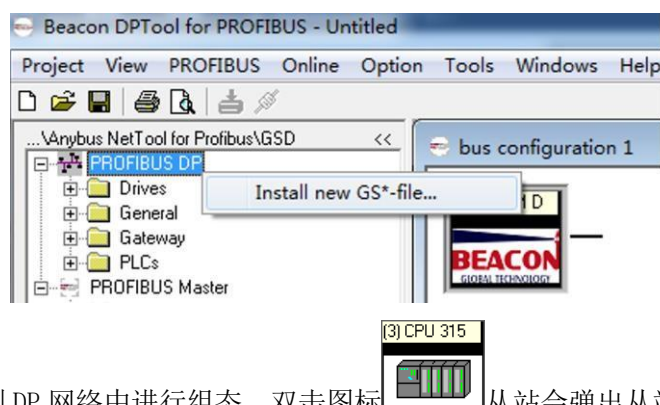 Beacon DPTool for PROFIBUS - Untitled
Project View PROFIBUS Online Option Tools Windows Help
...\Anybus NetTool for Profibus\GSD <<
bus configuration 1
PROFIBUS DP
Install new GS*-file...
Drives
General
Gateway
PLCs
PROFIBUS Master
D
BEACON
GLOBAL TECHNOLOGY
(3) CPU 315
DP 网络中进行组态，双击图标 从站会弹出从